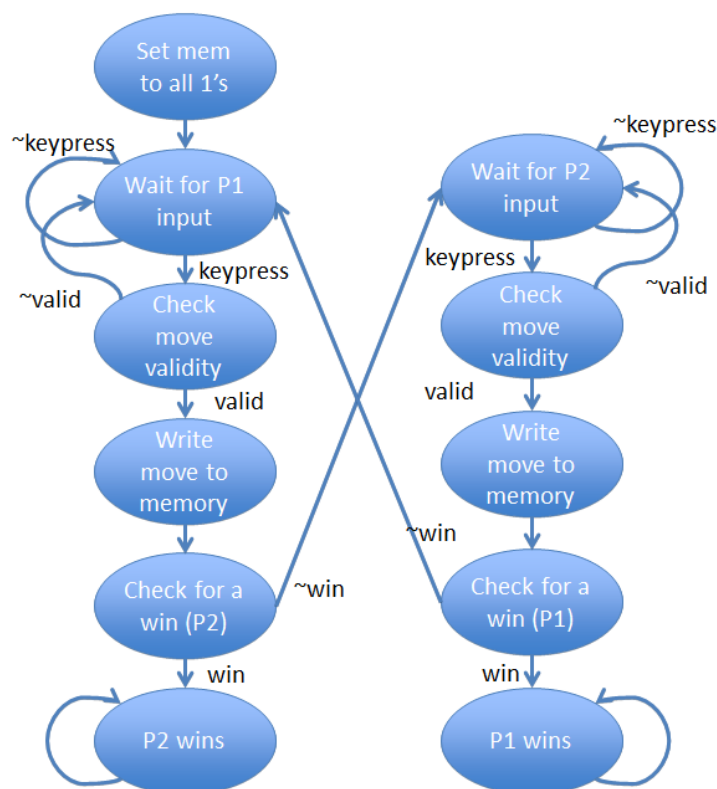 Set mem
to all 1's
~keypress
Wait for P1
input
keypress
~valid
Check
move
validity
valid
Write
move to
memory
Check for a
win (P2)
~win
win
P2 wins
~keypress
Wait for P2
input
keypress
~valid
Check
move
validity
valid
Write
move to
memory
~win
Check for a
win (P1)
win
P1 wins